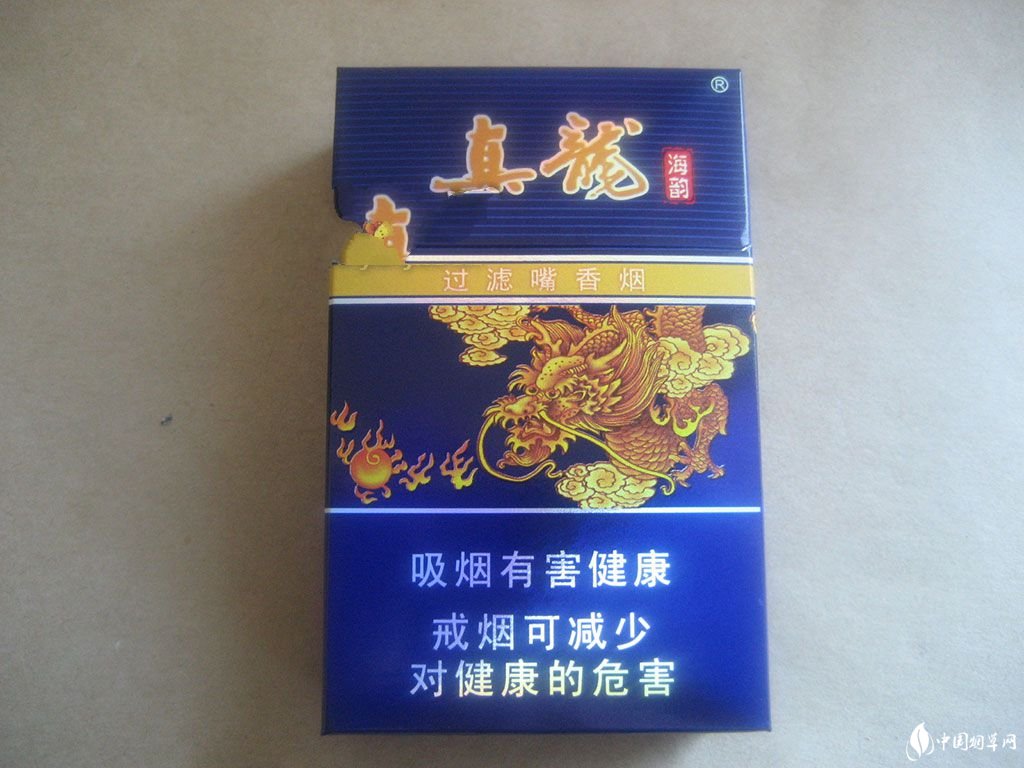 ®
真龍
海韵
过滤嘴香烟
吸烟有害健康
戒烟可减少
对健康的危害
中国烟草网